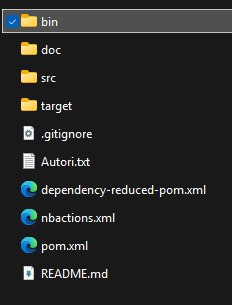 bin
doc
src
target
.gitignore
Autori.txt
dependency-reduced-pom.xml
nbactions.xml
pom.xml
README.md